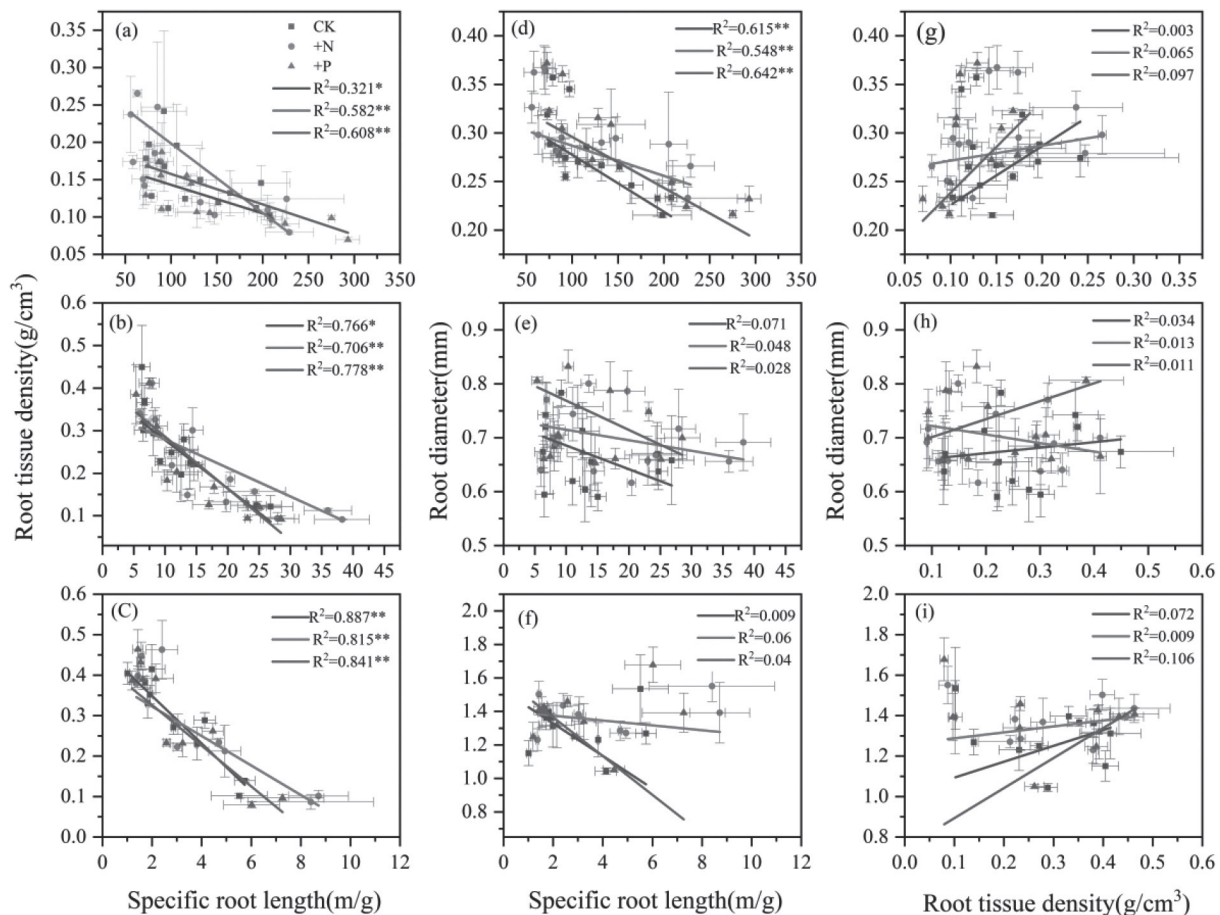 (a)
CK
+N
+P
R²=0.321*
R²=0.582**
R²=0.608**
0.35
0.30
0.25
0.20
0.15
0.10
0.05
50 100 150 200 250 300 350
(d)
R²=0.615**
R²=0.548**
R²=0.642**
0.40
0.35
0.30
0.25
0.20
50 100 150 200 250 300 350
(g)
R²=0.003
R²=0.065
R²=0.097
0.40
0.35
0.30
0.25
0.20
0.05 0.10 0.15 0.20 0.25 0.30 0.35
(b)
R²=0.766*
R²=0.706**
R²=0.778**
0.6
0.5
0.4
0.3
0.2
0.1
0 5 10 15 20 25 30 35 40 45
(e)
R²=0.071
R²=0.048
R²=0.028
0.9
0.8
0.7
0.6
0.5
0 5 10 15 20 25 30 35 40 45
(h)
R²=0.034
R²=0.013
R²=0.011
0.9
0.8
0.7
0.6
0.5
0.1 0.2 0.3 0.4 0.5 0.6
(C)
R²=0.887**
R²=0.815**
R²=0.841**
0.6
0.5
0.4
0.3
0.2
0.1
0.0
0 2 4 6 8 10 12
(f)
R²=0.009
R²=0.06
R²=0.04
2.0
1.8
1.6
1.4
1.2
1.0
0.8
0 2 4 6 8 10 12
(i)
R²=0.072
R²=0.009
R²=0.106
2.0
1.8
1.6
1.4
1.2
1.0
0.8
0.0 0.1 0.2 0.3 0.4 0.5 0.6
Root tissue density(g/cm³)
Root diameter(mm)
Root diameter(mm)
Specific root length(m/g)
Specific root length(m/g)
Root tissue density(g/cm³)